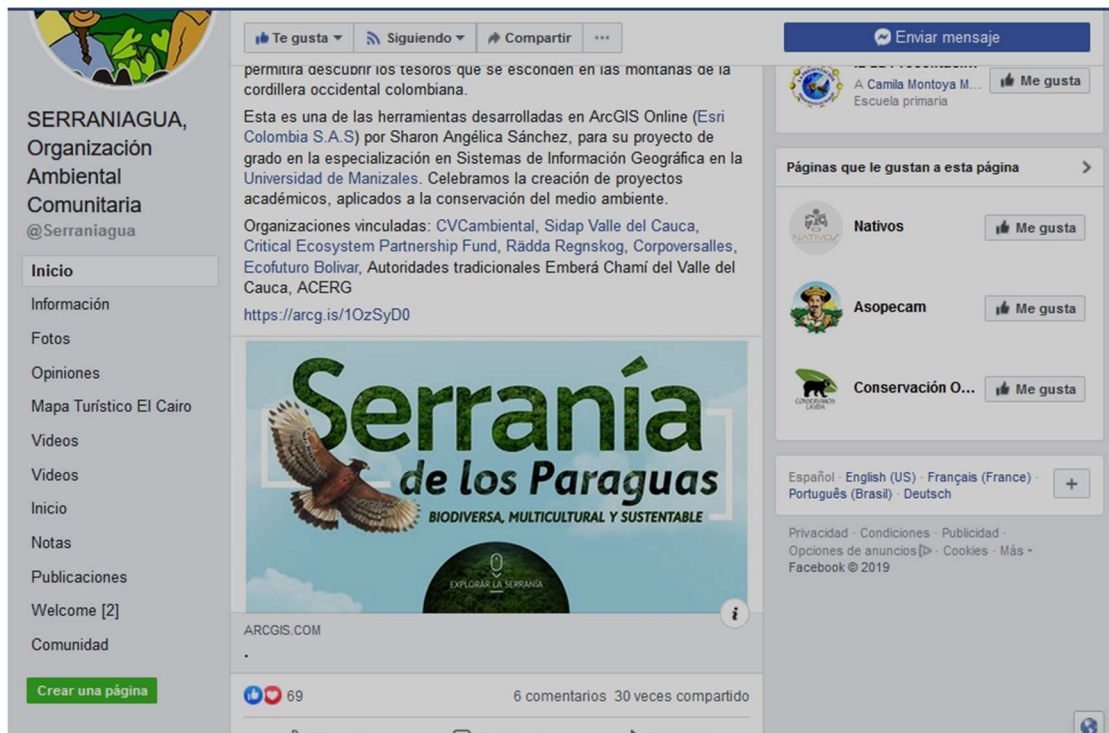 SERRANIAGUA,
Organización
Ambiental
Comunitaria
@Serraniagua
Inicio
Información
Fotos
Opiniones
Mapa Turístico El Cairo
Videos
Videos
Inicio
Notas
Publicaciones
Welcome [2]
Comunidad
Crear una página
Te gusta Siguiendo Compartir ...
permitirá descubrir los tesoros que se esconden en las montañas de la
cordillera occidental colombiana.
Esta es una de las herramientas desarrolladas en ArcGIS Online (Esri
Colombia S.A.S) por Sharon Angélica Sánchez, para su proyecto de
grado en la especialización en Sistemas de Información Geográfica en la
Universidad de Manizales. Celebramos la creación de proyectos
académicos, aplicados a la conservación del medio ambiente.
Organizaciones vinculadas: CVCambiental, Sidap Valle del Cauca,
Critical Ecosystem Partnership Fund, Rädda Regnskog, Corpoversalles,
Ecofuturo Bolivar, Autoridades tradicionales Emberá Chamí del Valle del
Cauca, ACERG
https://arcg.is/1OzSyD0
Serranía
de los Paraguas
BIODIVERSA, MULTICULTURAL Y SUSTENTABLE
EXPLORAR LA SERRANÍA
i
ARCGIS.COM
.
69 6 comentarios 30 veces compartido
Enviar mensaje
A Camila Montoya M... Me gusta
Escuela primaria
Páginas que le gustan a esta página
NATIVOS
Nativos Me gusta
Asopecam Me gusta
Conservación O... Me gusta
Español · English (US) · Français (France) ·
Português (Brasil) · Deutsch
+
Privacidad · Condiciones · Publicidad ·
Opciones de anuncios · Cookies · Más
Facebook © 2019